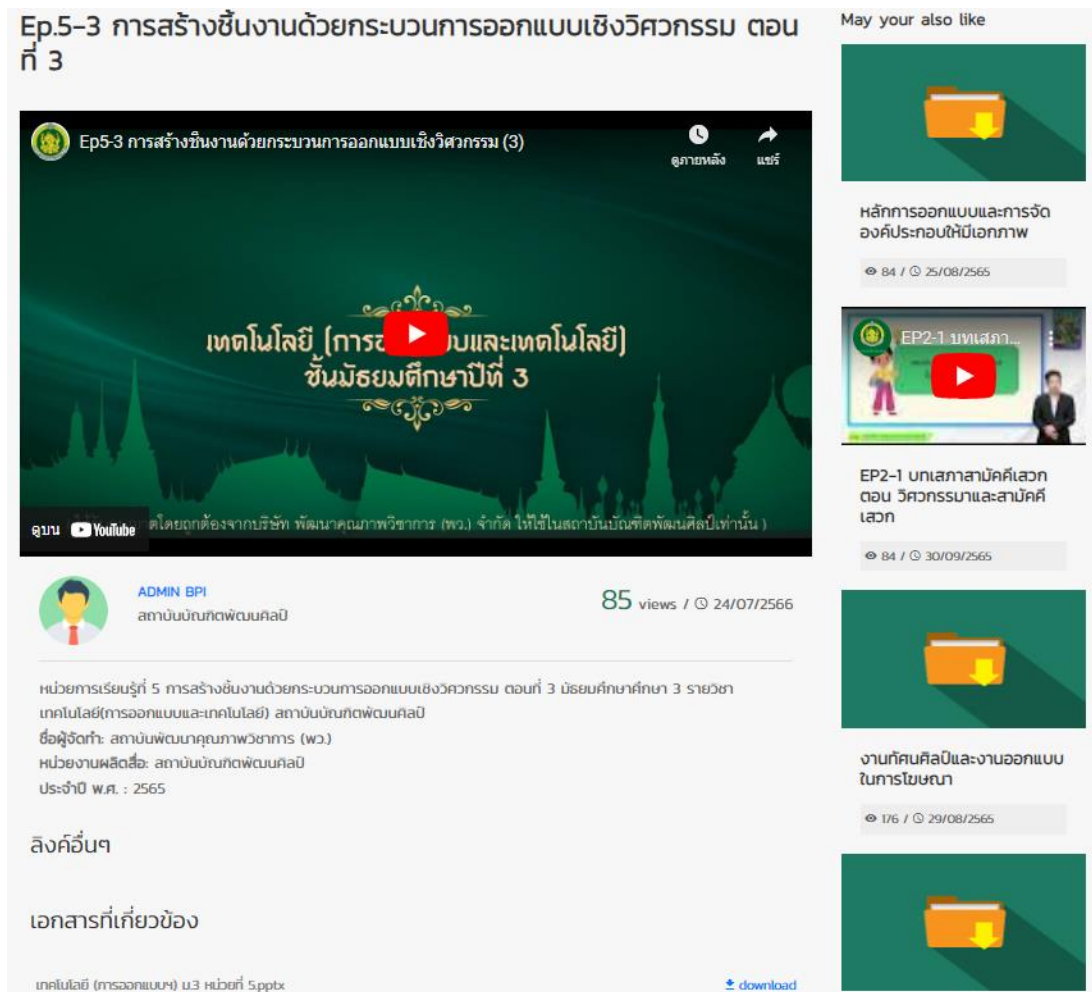 Ep.5-3 การสร้างชิ้นงานด้วยกระบวนการออกแบบเชิงวิศวกรรม ตอน
ที่ 3
Ep5-3 การสร้างชิ้นงานด้วยกระบวนการออกแบบเชิงวิศวกรรม (3)
ดูภายหลัง
แชร์
เทคโนโลยี (การอ บบและเทคโนโลยี)
ชั้นมัธยมศึกษาปีที่ 3
ดูบน YouTube
โดยถูกต้องจากบริษัท พัฒนาคุณภาพวิชาการ (พว.) จำกัด ให้ใช้ในสถาบันบัณฑิตพัฒนศิลป์เท่านั้น )
ADMIN BPI
สถาบันบัณฑิตพัฒนศิลป์
85 views / 24/07/2566
หน่วยการเรียนรู้ที่ 5 การสร้างชิ้นงานด้วยกระบวนการออกแบบเชิงวิศวกรรม ตอนที่ 3 มัธยมศึกษาศึกษา 3 รายวิชา
เทคโนโลยี(การออกแบบและเทคโนโลยี) สถาบันบัณฑิตพัฒนศิลป์
ชื่อผู้จัดทำ: สถาบันพัฒนาคุณภาพวิชาการ (พว.)
หน่วยงานผลิตสื่อ: สถาบันบัณฑิตพัฒนศิลป์
ประจำปี พ.ศ. : 2565
ลิงค์อื่นๆ
เอกสารที่เกี่ยวข้อง
เทคโนโลยี (การออกแบบฯ) ม.3 หน่วยที่ 5.pptx
download
May your also like
หลักการออกแบบและการจัด
องค์ประกอบให้มีเอกภาพ
84 / 25/08/2565
EP2-1 บทเสภา...
EP2-1 บทเสภาสามัคคีเสวก
ตอน วิศวกรรมาและสามัคคี
เสวก
84 / 30/09/2565
งานทัศนศิลป์และงานออกแบบ
ในการโฆษณา
176 / 29/08/2565